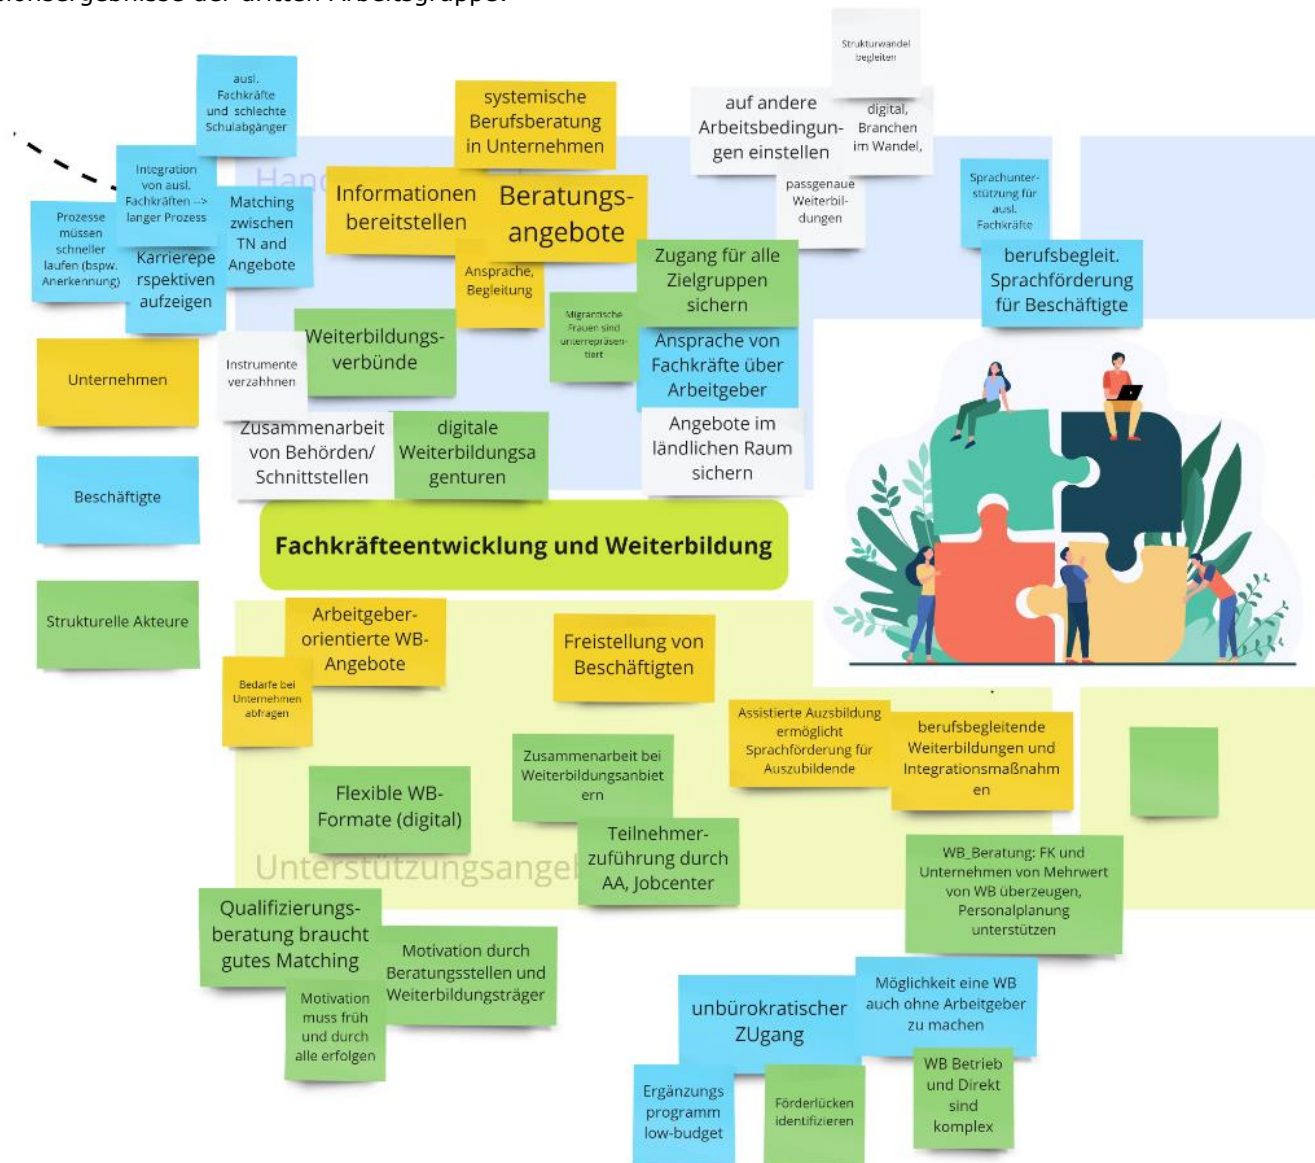 ionsergebnisse der dritten Arbeitsgruppe.
Strukturwandel
begleiten
ausl.
Fachkräfte
und schlechte
Schulabgänger
systemische
Berufsberatung
in Unternehmen
auf andere
Arbeitsbedingun-
gen einstellen
digital,
Branchen
im Wandel,
Integration
von ausl.
Fachkräften -->
langer Prozess
Hand
Informationen
bereitstellen
Beratungs-
angebote
passgenaue
Weiterbil-
dungen
Sprachunter-
stützung für
ausl.
Fachkräfte
Prozesse
müssen
schneller
laufen (bspw.
Anerkennung)
Matching
zwischen
TN and
Angebote
Karrierepe
rspektiven
aufzeigen
Ansprache,
Begleitung
Zugang für alle
Zielgruppen
sichern
berufsbegleit.
Sprachförderung
für Beschäftigte
Weiterbildungs-
verbünde
Migrantische
Frauen sind
unterrepräsen-
tiert
Ansprache von
Fachkräfte über
Arbeitgeber
Unternehmen
Instrumente
verzahhnen
Zusammenarbeit
von Behörden/
Schnittstellen
digitale
Weiterbildungsa
genturen
Angebote im
ländlichen Raum
sichern
Beschäftigte
Fachkräfteentwicklung und Weiterbildung
Strukturelle Akteure
Arbeitgeber-
orientierte WB-
Angebote
Freistellung von
Beschäftigten
Bedarfe bei
Unternehmen
abfragen
Assistierte Auzsbildung
ermöglicht
Sprachförderung für
Auszubildende
berufsbegleitende
Weiterbildungen und
Integrationsmaßnahm
en
Zusammenarbeit bei
Weiterbildungsanbiet
ern
Flexible WB-
Formate (digital)
Teilnehmer-
zuführung durch
AA, Jobcenter
Unterstützungsange
WB_Beratung: FK und
Unternehmen von Mehrwert
von WB überzeugen,
Personalplanung
unterstützen
Qualifizierungs-
beratung braucht
gutes Matching
Motivation durch
Beratungsstellen und
Weiterbildungsträger
Motivation
muss früh
und durch
alle erfolgen
unbürokratischer
ZUgang
Möglichkeit eine WB
auch ohne Arbeitgeber
zu machen
Ergänzungs
programm
low-budget
Förderlücken
identifizieren
WB Betrieb
und Direkt
sind
komplex